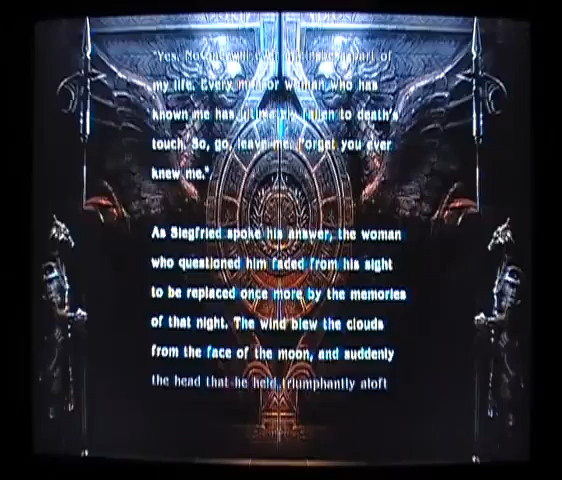 "Yes. No part of
my life. Every man or woman who has
known me has ultimately fallen to death's
touch. So, go, leave me. Forget you ever
knew me."
As Siegfried spoke his answer, the woman
who questioned him faded from his sight
to be replaced once more by the memories
of that night. The wind blew the clouds
from the face of the moon, and suddenly
the head that he held triumphantly aloft